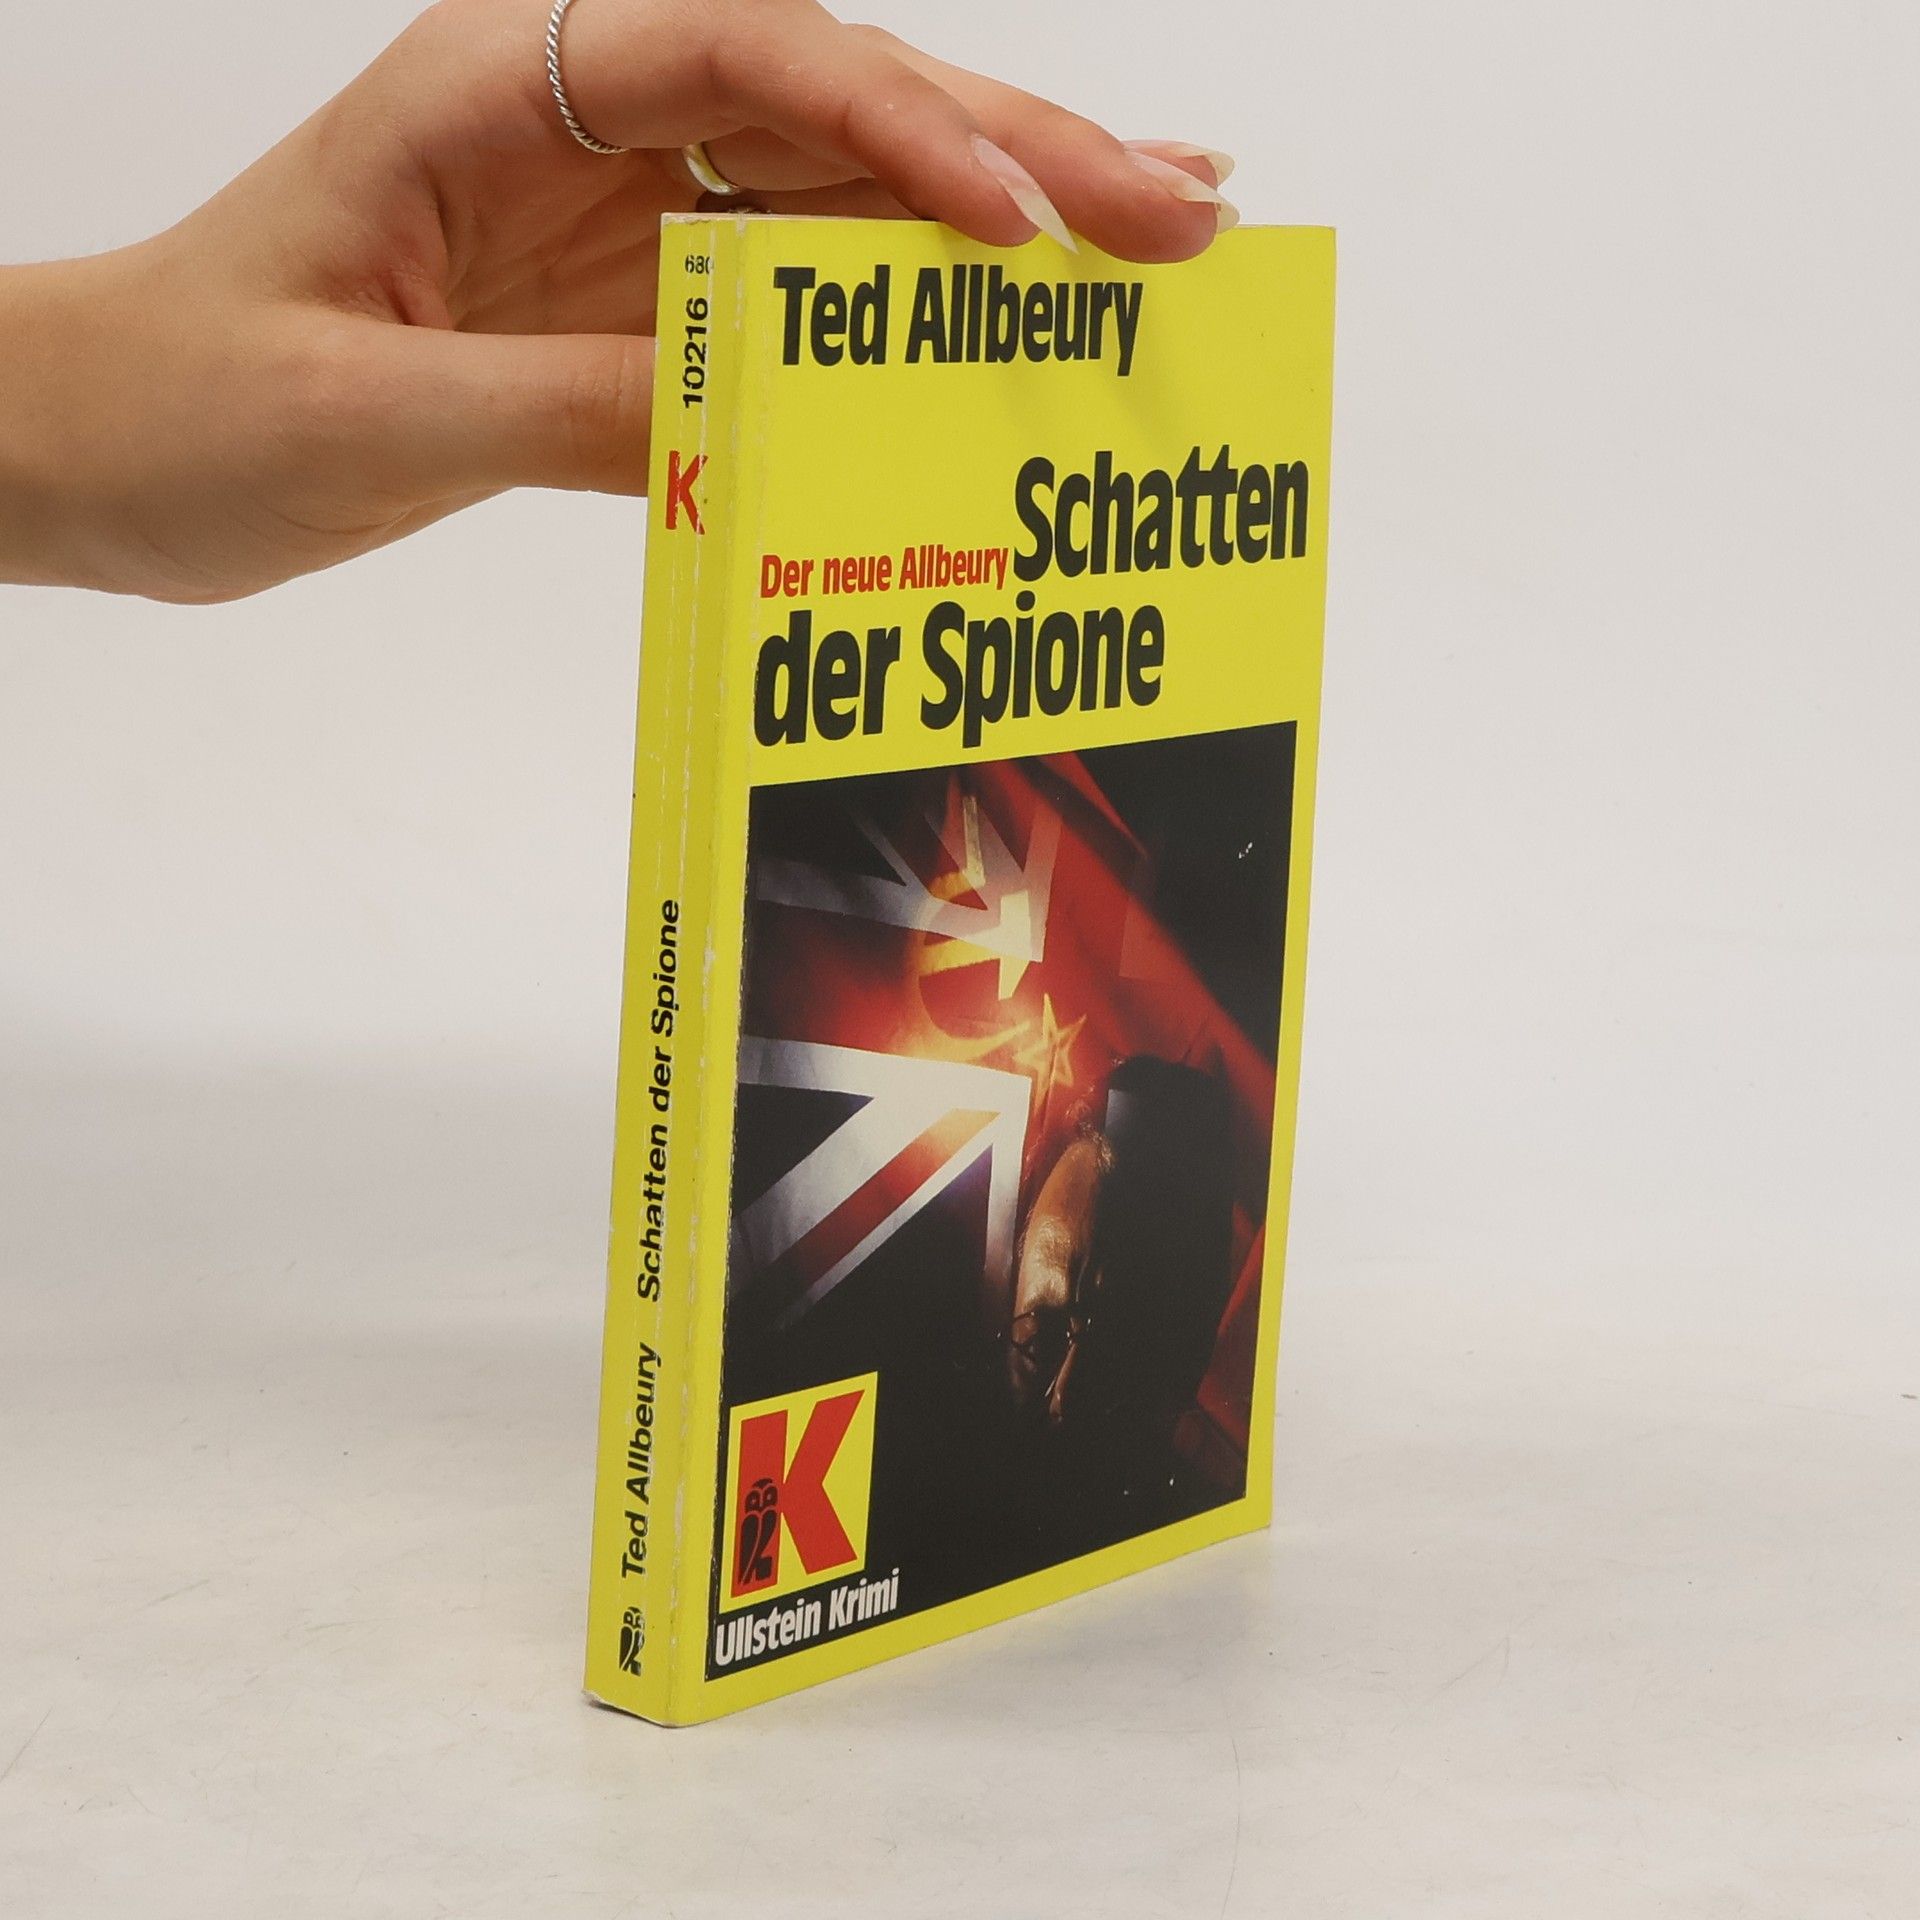 Ted Allbeury
Der neue Allbeury Schatten
der Spione
K
Ullstein Krimi
Ted Allbeury Schatten der Spione K 10216